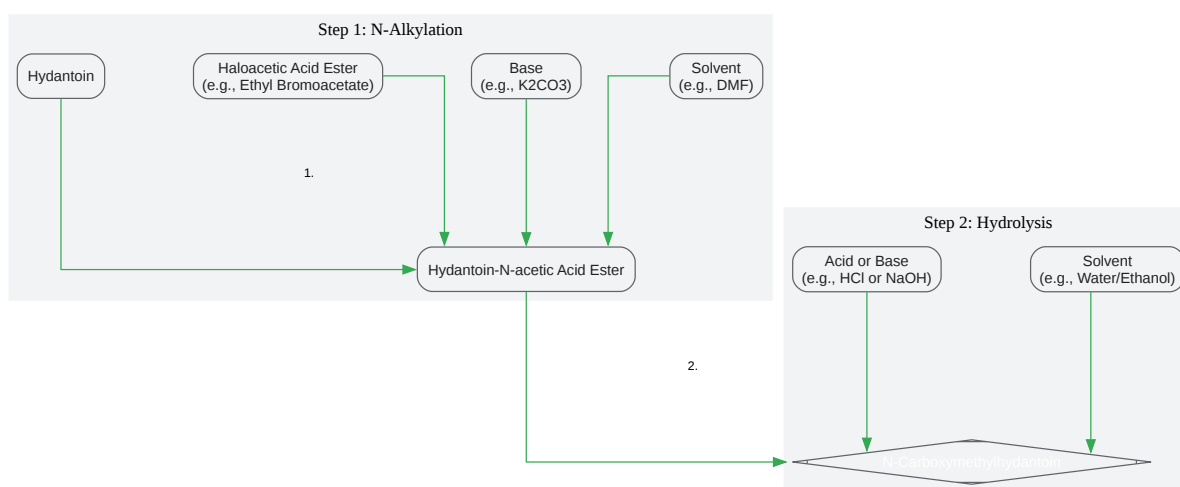 Step 1: N-Alkylation
Hydantoin
Haloacetic Acid Ester
(e.g., Ethyl Bromoacetate)
Base
(e.g., K2CO3)
Solvent
(e.g., DMF)
1.
Hydantoin-N-acetic Acid Ester
Step 2: Hydrolysis
Acid or Base
(e.g., HCl or NaOH)
Solvent
(e.g., Water/Ethanol)
2.
N-Carboxymethylhydantoin